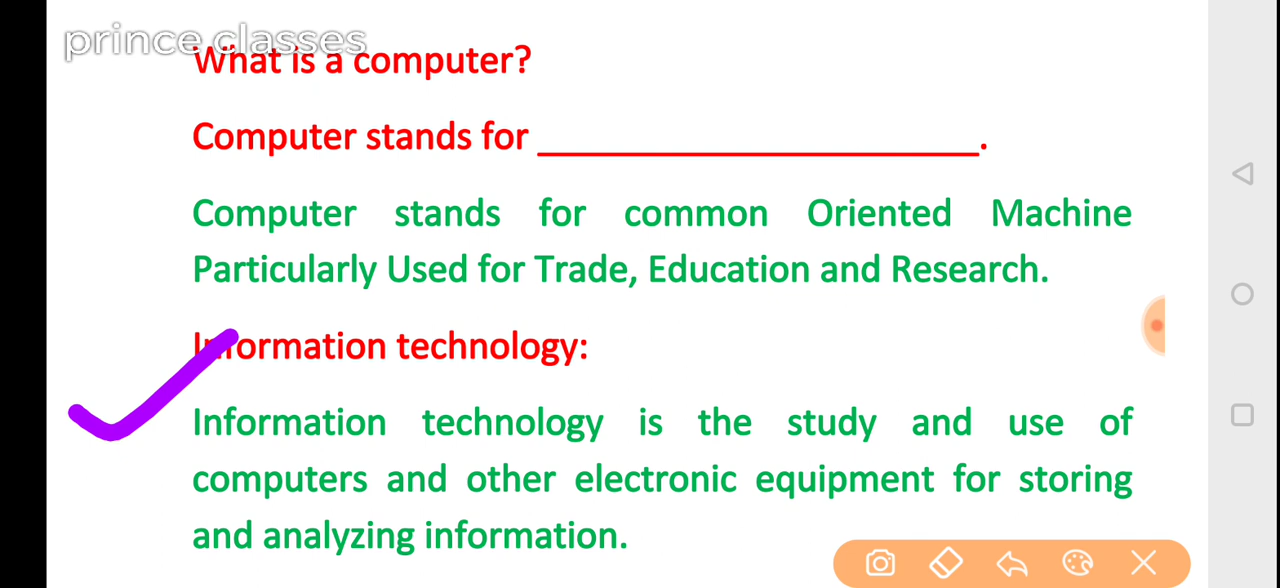 prince classes
What is a computer?
Computer stands for ______________________.
Computer stands for common Oriented Machine
Particularly Used for Trade, Education and Research.
Information technology:
Information technology is the study and use of
computers and other electronic equipment for storing
and analyzing information.